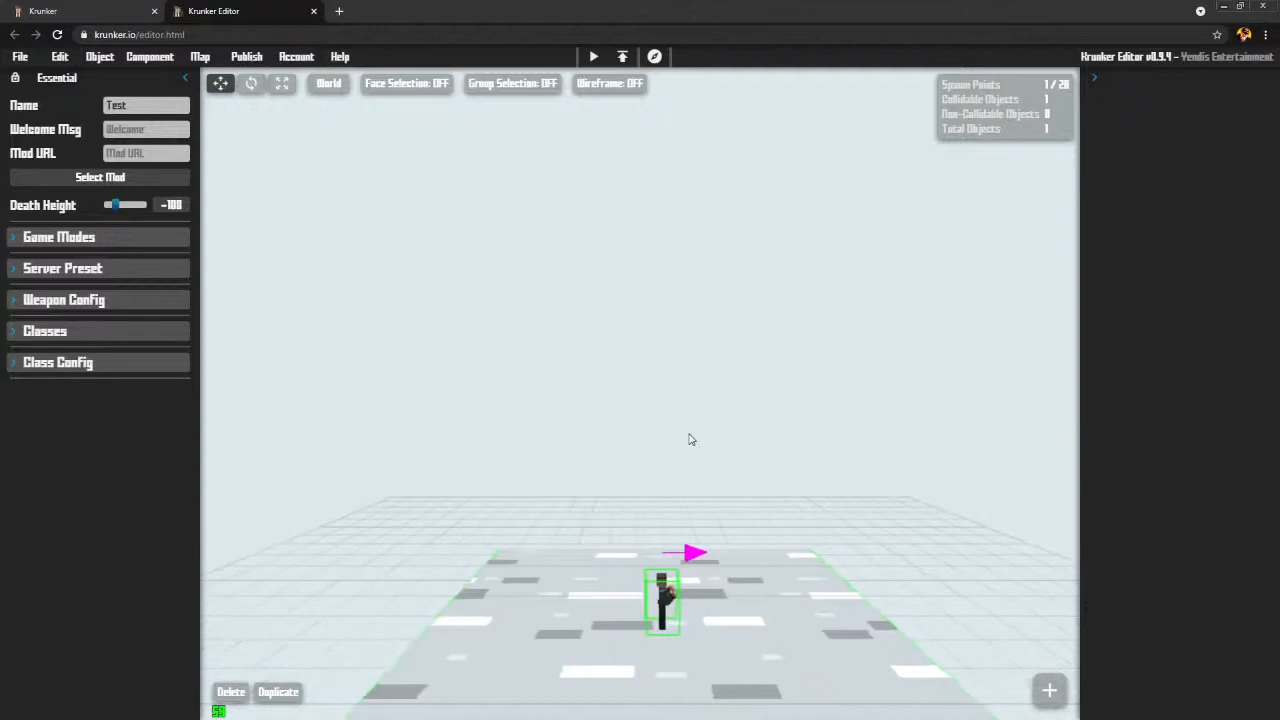 Krunker
Krunker Editor
krunker.io/editor.html
File Edit Object Component Map Publish Account Help
Krunker Editor v0.9.4 - Yendis Entertainment
Essential
World Face Selection: OFF Group Selection: OFF Wireframe: OFF
Spawn Points 1/20
Collidable Objects 1
Non-Collidable Objects 0
Total Objects 1
Name Test
Welcome Msg Welcome
Mod URL Mod URL
Select Mod
Death Height -100
Game Modes
Server Preset
Weapon Config
Classes
Class Config
Delete Duplicate